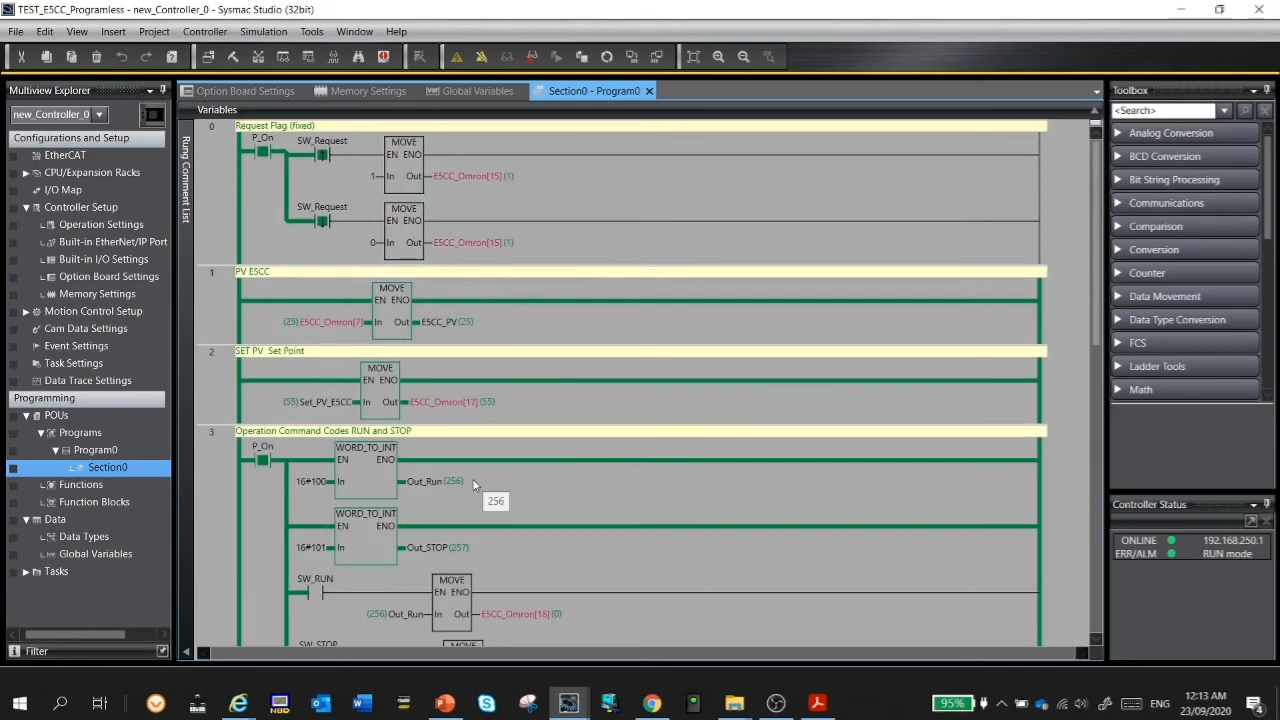 TEST_E5CC_Programless - new_Controller_0 - Sysmac Studio (32bit)
File Edit View Insert Project Controller Simulation Tools Window Help
Multiview Explorer
new_Controller_0
Configurations and Setup
EtherCAT
CPU/Expansion Racks
I/O Map
Controller Setup
Operation Settings
Built-in EtherNet/IP Port
Built-in I/O Settings
Option Board Settings
Memory Settings
Motion Control Setup
Cam Data Settings
Event Settings
Task Settings
Data Trace Settings
Programming
POUs
Programs
Program0
Section0
Functions
Function Blocks
Data
Data Types
Global Variables
Tasks
Filter
Option Board Settings Memory Settings Global Variables Section0 - Program0
Variables
Rung Comment List
0 Request Flag (fixed)
P_On SW_Request MOVE
EN ENO
1 In Out E5CC_Omron[15] (1)
SW_Request MOVE
EN ENO
0 In Out E5CC_Omron[15] (1)
1 PV E5CC
MOVE
EN ENO
(25) E5CC_Omron[7] In Out E5CC_PV (25)
2 SET PV Set Point
MOVE
EN ENO
(55) Set_PV_E5CC In Out E5CC_Omron[17] (55)
3 Operation Command Codes RUN and STOP
P_On WORD_TO_INT
EN ENO
16#100 In Out_Run (256)
256
WORD_TO_INT
EN ENO
16#101 In Out_STOP (257)
SW_RUN MOVE
EN ENO
(256) Out_Run In Out E5CC_Omron[16] (0)
SW_STOP MOVE
Toolbox
<Search>
Analog Conversion
BCD Conversion
Bit String Processing
Communications
Comparison
Conversion
Counter
Data Movement
Data Type Conversion
FCS
Ladder Tools
Math
Controller Status
ONLINE 192.168.250.1
ERR/ALM RUN mode
95% ENG 12:13 AM
23/09/2020